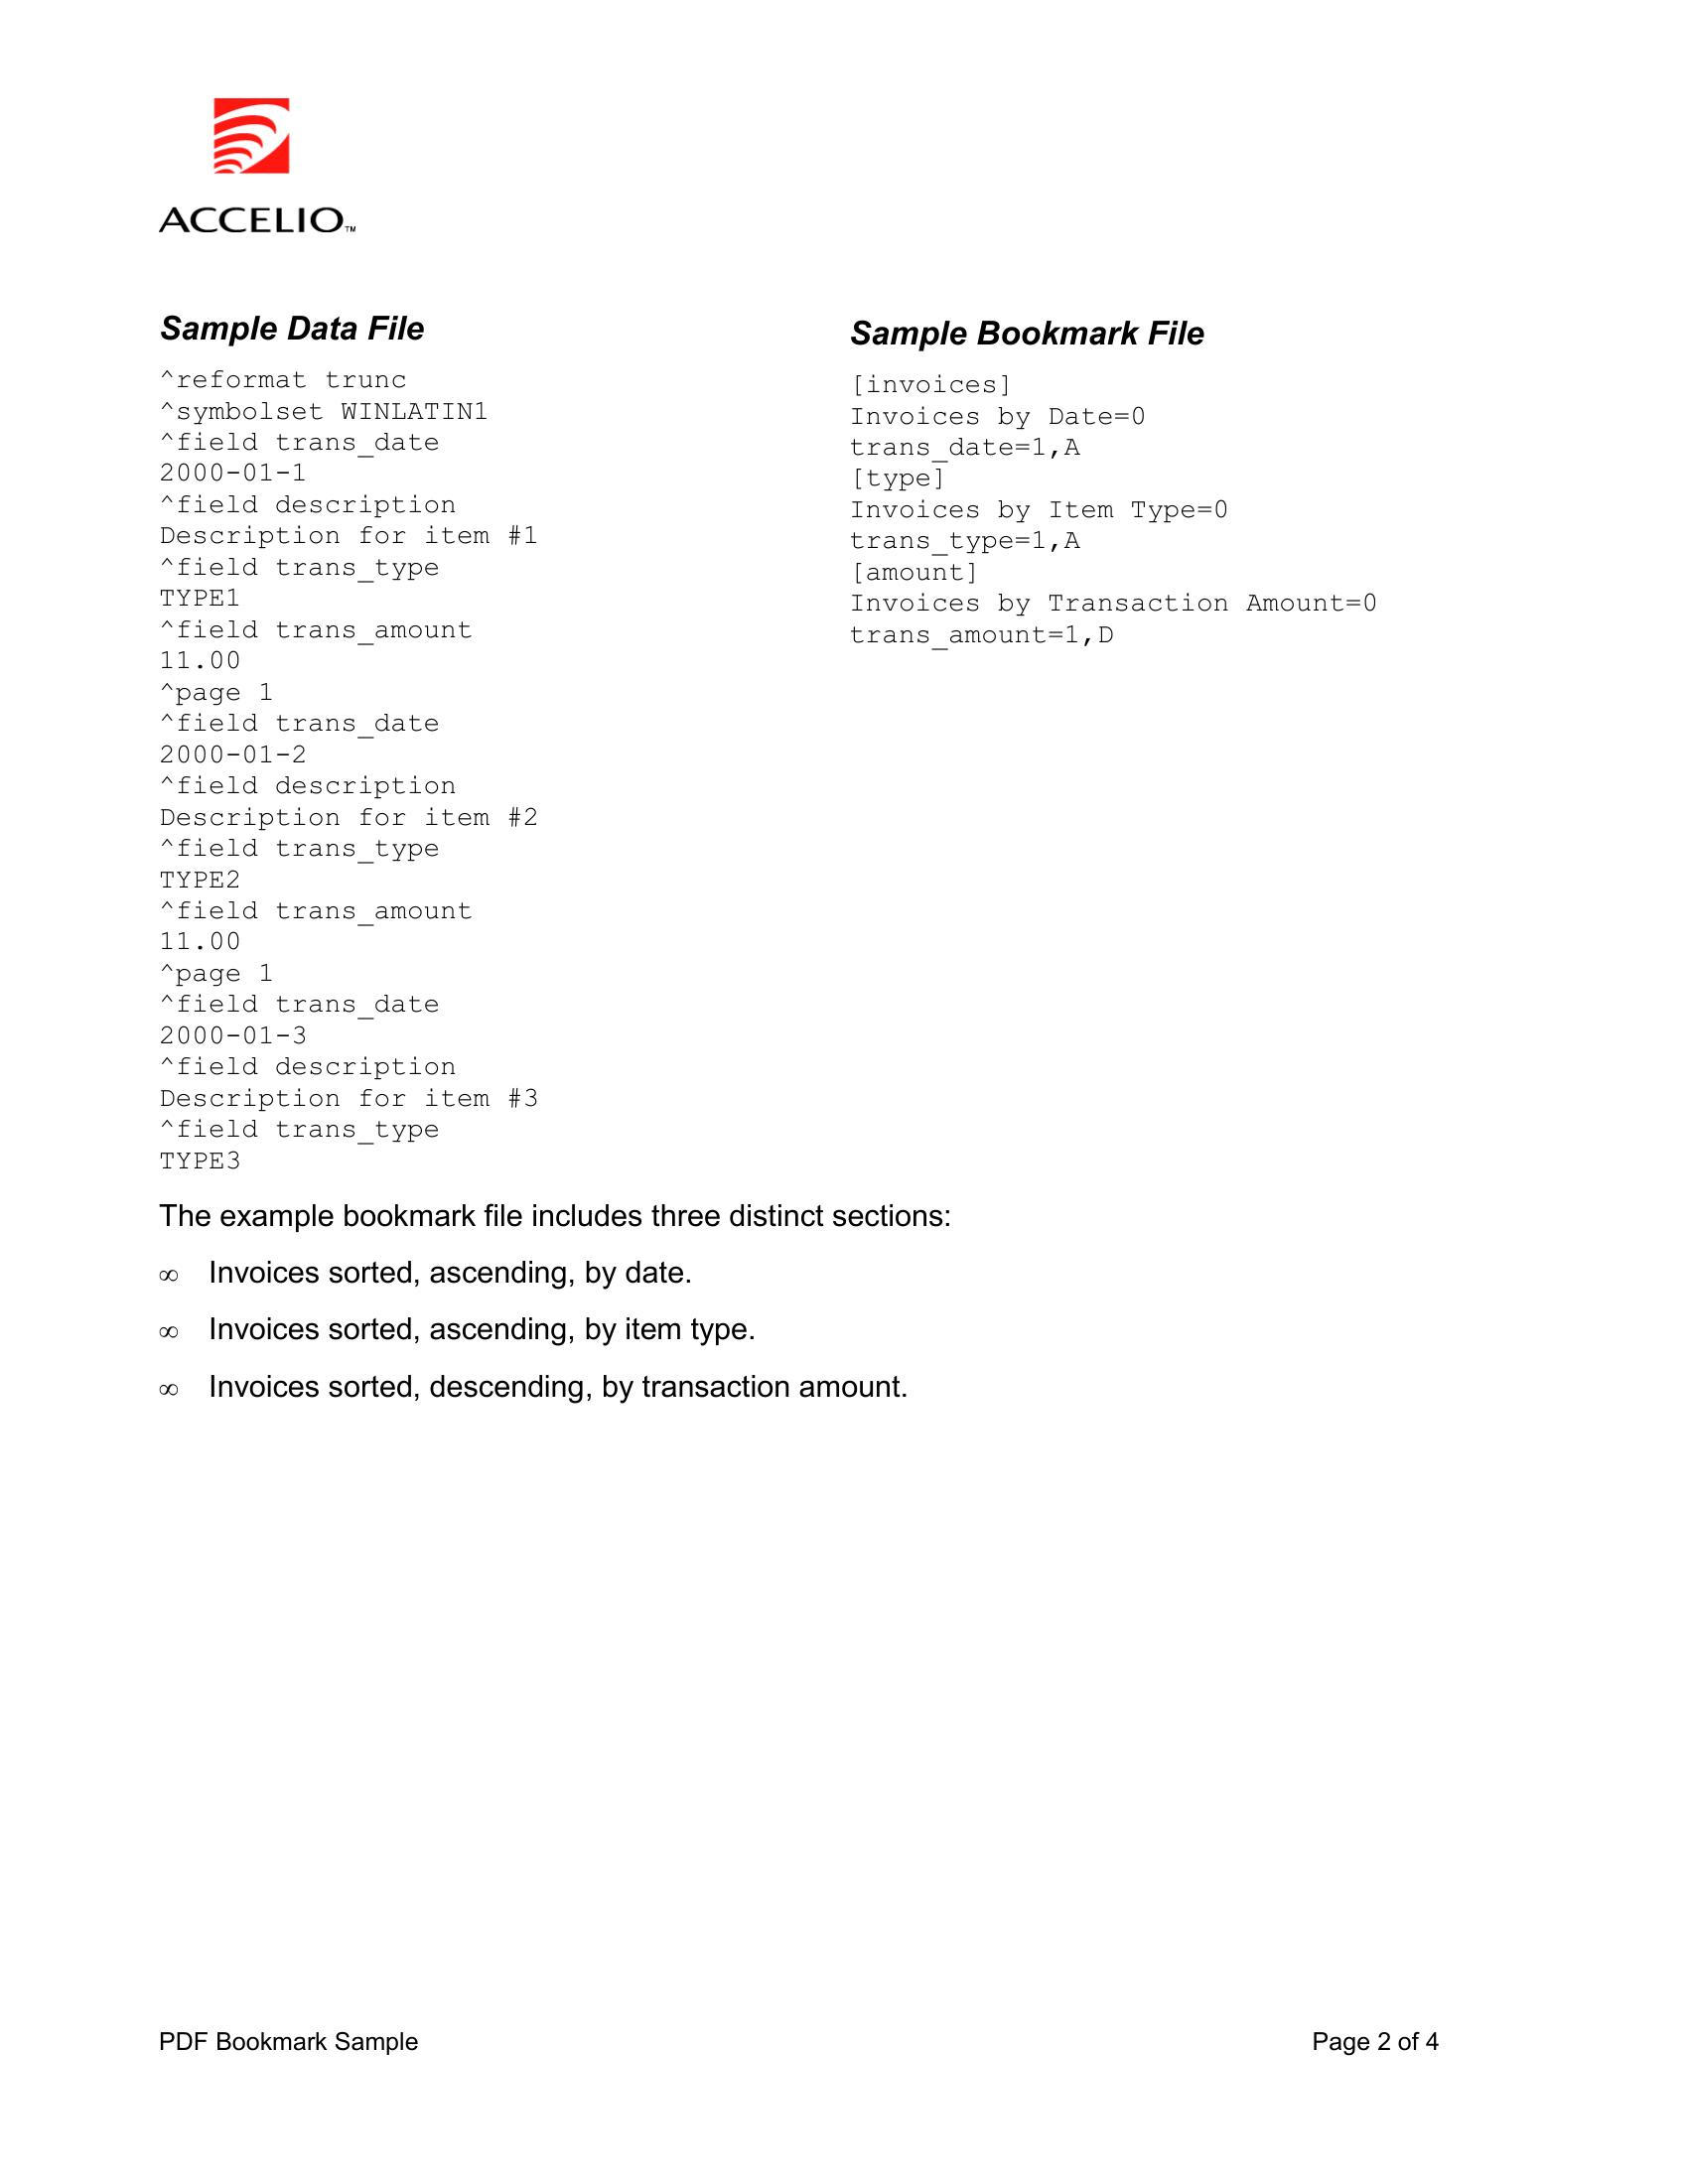 ACCELIO™
Sample Data File
^reformat trunc
^symbolset WINLATIN1
^field trans_date
2000-01-1
^field description
Description for item #1
^field trans_type
TYPE1
^field trans_amount
11.00
^page 1
^field trans_date
2000-01-2
^field description
Description for item #2
^field trans_type
TYPE2
^field trans_amount
11.00
^page 1
^field trans_date
2000-01-3
^field description
Description for item #3
^field trans_type
TYPE3
Sample Bookmark File
[invoices]
Invoices by Date=0
trans_date=1,A
[type]
Invoices by Item Type=0
trans_type=1,A
[amount]
Invoices by Transaction Amount=0
trans_amount=1,D
The example bookmark file includes three distinct sections:
∞ Invoices sorted, ascending, by date.
∞ Invoices sorted, ascending, by item type.
∞ Invoices sorted, descending, by transaction amount.
PDF Bookmark Sample
Page 2 of 4